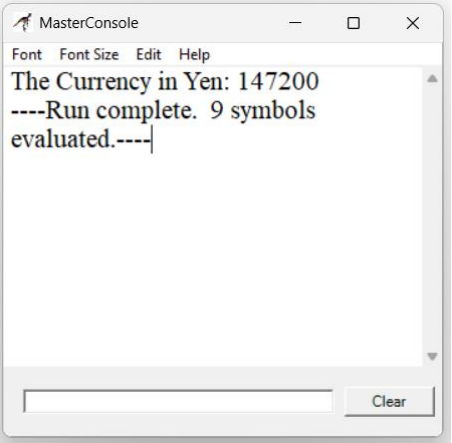 MasterConsole
Font Font Size Edit Help
The Currency in Yen: 147200
----Run complete.  9 symbols
evaluated.----
Clear